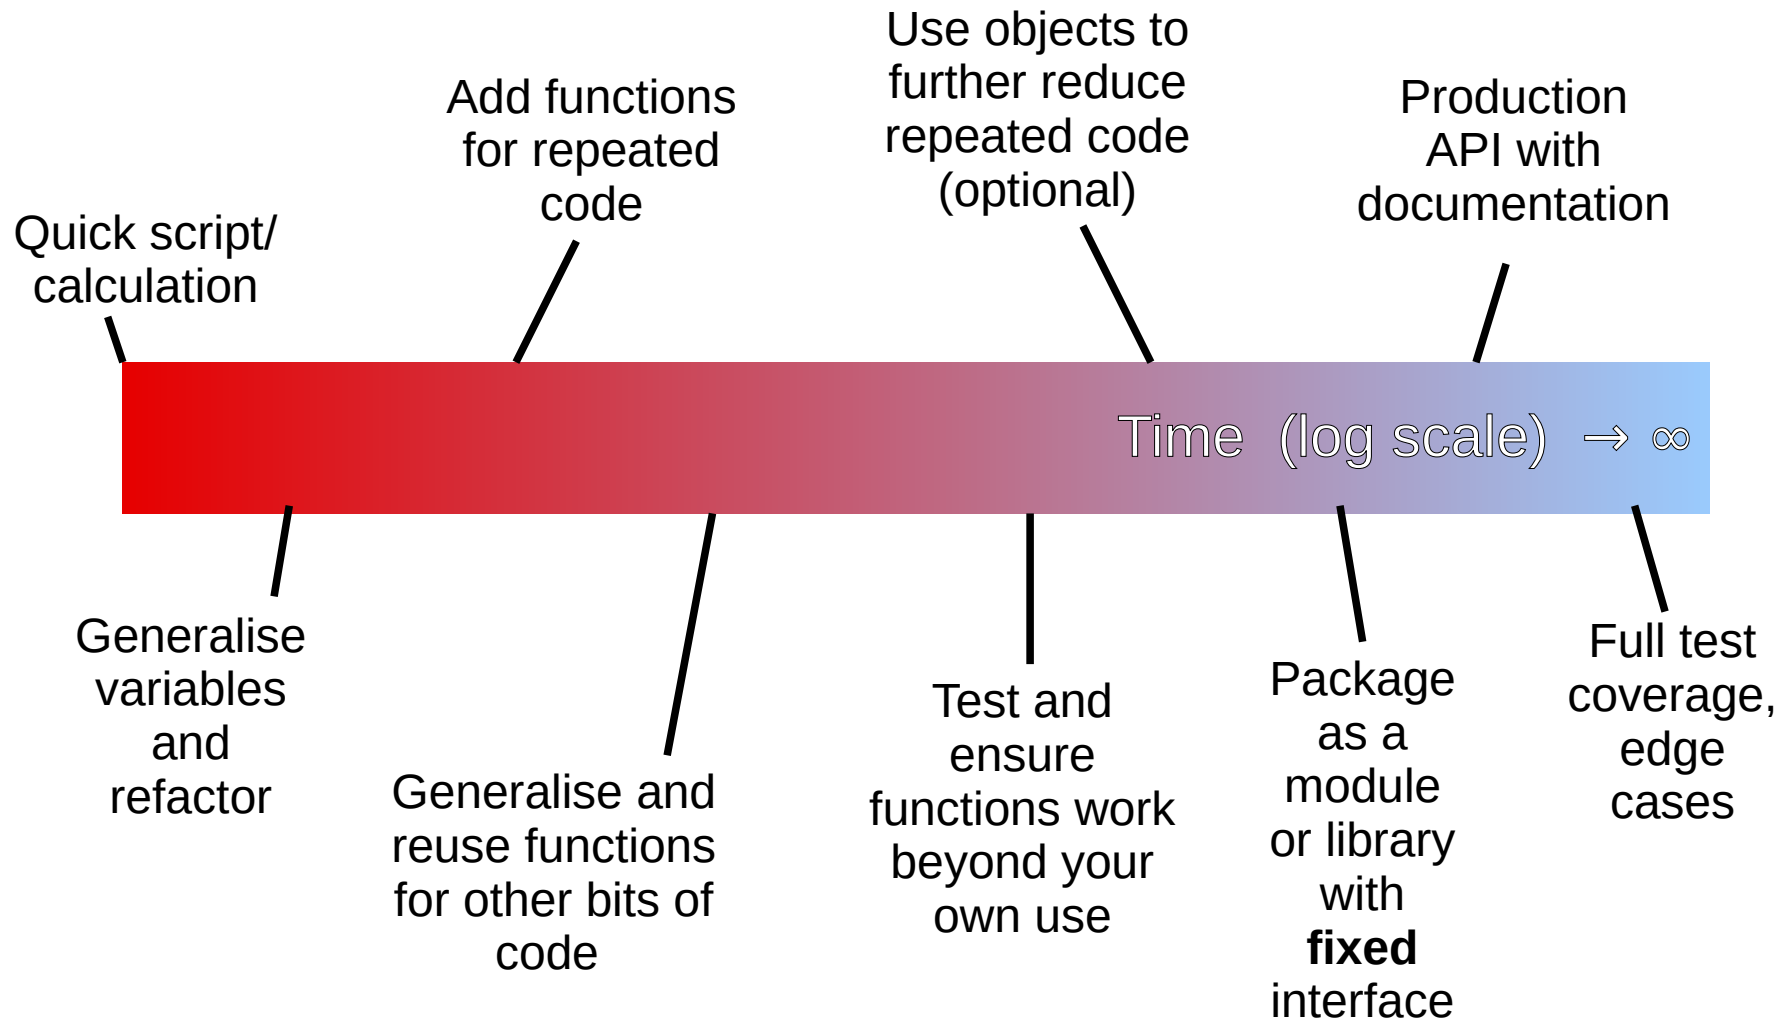 Use objects to
further reduce
repeated code
(optional)
Add functions
for repeated
code
Production
API with
documentation
Quick script/
calculation
Time (log scale) → ∞
Generalise
variables
and
refactor
Generalise and
reuse functions
for other bits of
code
Test and
ensure
functions work
beyond your
own use
Package
as a
module
or library
with
fixed
interface
Full test
coverage,
edge
cases